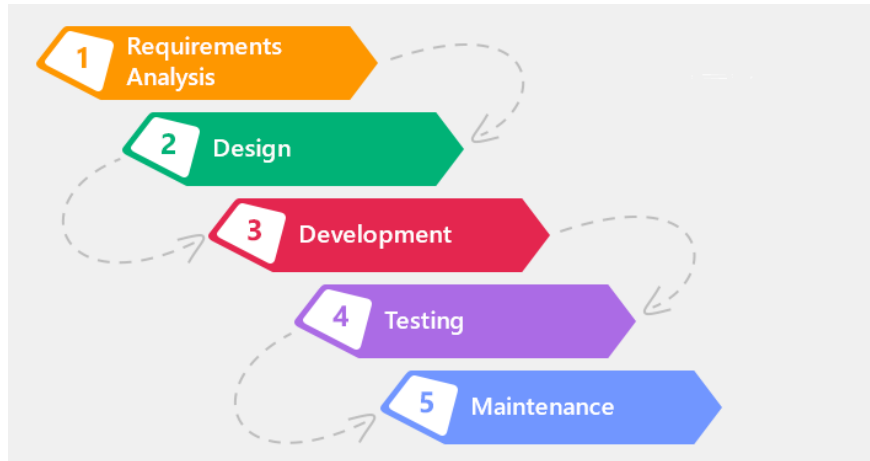 1
Requirements
Analysis
2
Design
3
Development
4
Testing
5
Maintenance